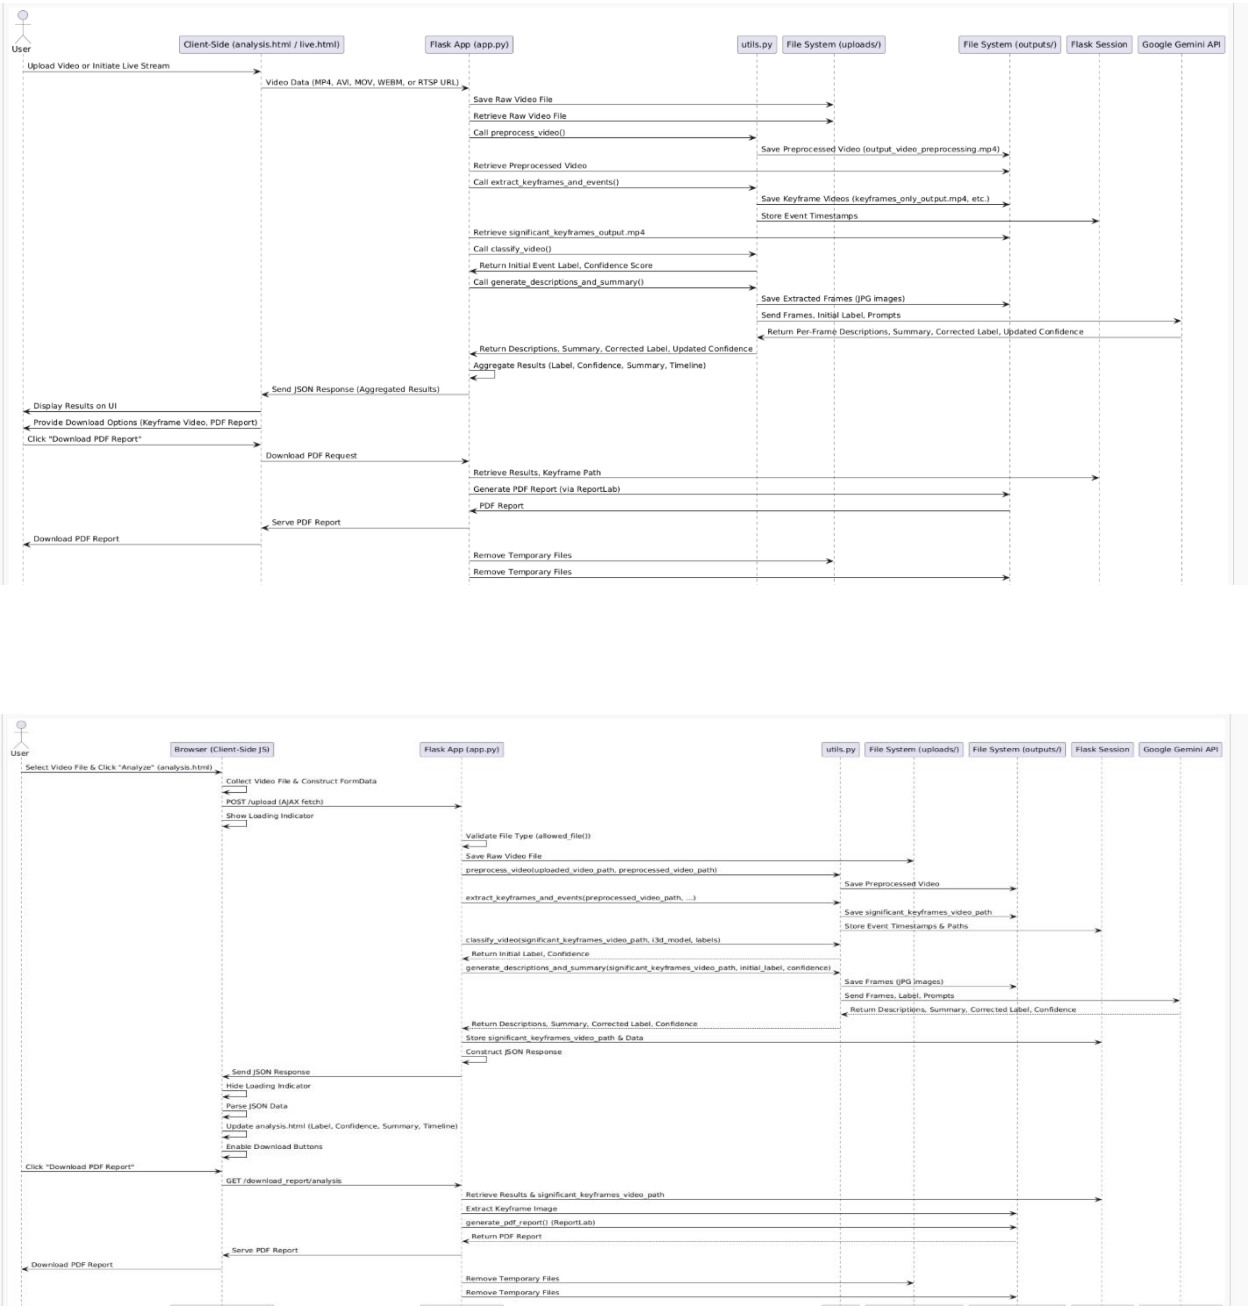 User
Client-Side (analysis.html / live.html)
Flask App (app.py)
utils.py
File System (uploads/)
File System (outputs/)
Flask Session
Google Gemini API
Upload Video or Initiate Live Stream
Video Data (MP4, AVI, MOV, WEBM, or RTSP URL)
Save Raw Video File
Retrieve Raw Video File
Call preprocess_video()
Save Preprocessed Video (output_video_preprocessing.mp4)
Retrieve Preprocessed Video
Call extract_keyframes_and_events()
Save Keyframe Videos (keyframes_only_output.mp4, etc.)
Store Event Timestamps
Retrieve significant_keyframes_output.mp4
Call classify_video()
Return Initial Event Label, Confidence Score
Call generate_descriptions_and_summary()
Save Extracted Frames (JPG images)
Send Frames, Initial Label, Prompts
Return Per-Frame Descriptions, Summary, Corrected Label, Updated Confidence
Return Descriptions, Summary, Corrected Label, Updated Confidence
Aggregate Results (Label, Confidence, Summary, Timeline)
Send JSON Response (Aggregated Results)
Display Results on UI
Provide Download Options (Keyframe Video, PDF Report)
Click "Download PDF Report"
Download PDF Request
Retrieve Results, Keyframe Path
Generate PDF Report (via ReportLab)
PDF Report
Serve PDF Report
Download PDF Report
Remove Temporary Files
Remove Temporary Files
User
Browser (Client-Side JS)
Flask App (app.py)
utils.py
File System (uploads/)
File System (outputs/)
Flask Session
Google Gemini API
Select Video File & Click "Analyze" (analysis.html)
Collect Video File & Construct FormData
POST /upload (AJAX fetch)
Show Loading Indicator
Validate File Type (allowed_file())
Save Raw Video File
preprocess_video(uploaded_video_path, preprocessed_video_path)
Save Preprocessed Video
extract_keyframes_and_events(preprocessed_video_path, ...)
Save significant_keyframes_video_path
Store Event Timestamps & Paths
classify_video(significant_keyframes_video_path, i3d_model, labels)
Return Initial Label, Confidence
generate_descriptions_and_summary(significant_keyframes_video_path, initial_label, confidence)
Save Frames (JPG images)
Send Frames, Label, Prompts
Return Descriptions, Summary, Corrected Label, Confidence
Return Descriptions, Summary, Corrected Label, Confidence
Store significant_keyframes_video_path & Data
Construct JSON Response
Send JSON Response
Hide Loading Indicator
Parse JSON Data
Update analysis.html (Label, Confidence, Summary, Timeline)
Enable Download Buttons
Click "Download PDF Report"
GET /download_report/analysis
Retrieve Results & significant_keyframes_video_path
Extract Keyframe Image
generate_pdf_report() (ReportLab)
Return PDF Report
Serve PDF Report
Download PDF Report
Remove Temporary Files
Remove Temporary Files